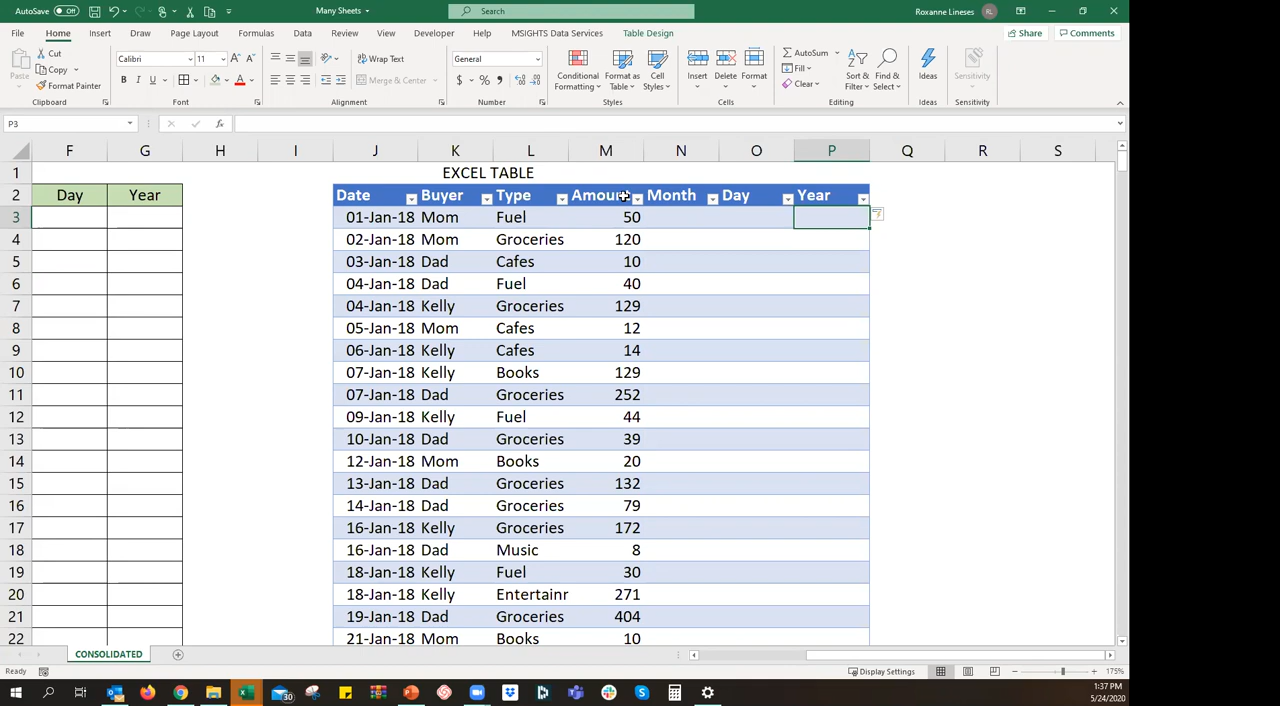 AutoSave Off Many Sheets Search Roxanne Lineses RL
File Home Insert Draw Page Layout Formulas Data Review View Developer Help MSIGHTS Data Services Table Design Share Comments
Paste Cut Copy Format Painter Clipboard
Calibri 11 B I U A Font
Wrap Text Merge & Center Alignment
General $ % Number
Conditional Formatting Format as Table Cell Styles Styles
Insert Delete Format Cells
AutoSum Fill Clear Sort & Filter Find & Select Editing
Ideas Ideas
Sensitivity Sensitivity
P3 fx
F G H I J K L M N O P Q R S
1 EXCEL TABLE
2 Day Year Date Buyer Type Amoun Month Day Year
3 01-Jan-18 Mom Fuel 50
4 02-Jan-18 Mom Groceries 120
5 03-Jan-18 Dad Cafes 10
6 04-Jan-18 Dad Fuel 40
7 04-Jan-18 Kelly Groceries 129
8 05-Jan-18 Mom Cafes 12
9 06-Jan-18 Kelly Cafes 14
10 07-Jan-18 Kelly Books 129
11 07-Jan-18 Dad Groceries 252
12 09-Jan-18 Kelly Fuel 44
13 10-Jan-18 Dad Groceries 39
14 12-Jan-18 Mom Books 20
15 13-Jan-18 Dad Groceries 132
16 14-Jan-18 Dad Groceries 79
17 16-Jan-18 Kelly Groceries 172
18 16-Jan-18 Dad Music 8
19 18-Jan-18 Kelly Fuel 30
20 18-Jan-18 Kelly Entertainr 271
21 19-Jan-18 Dad Groceries 404
22 21-Jan-18 Mom Books 10
CONSOLIDATED
Ready Display Settings 175%
30 1:37 PM
5/24/2020